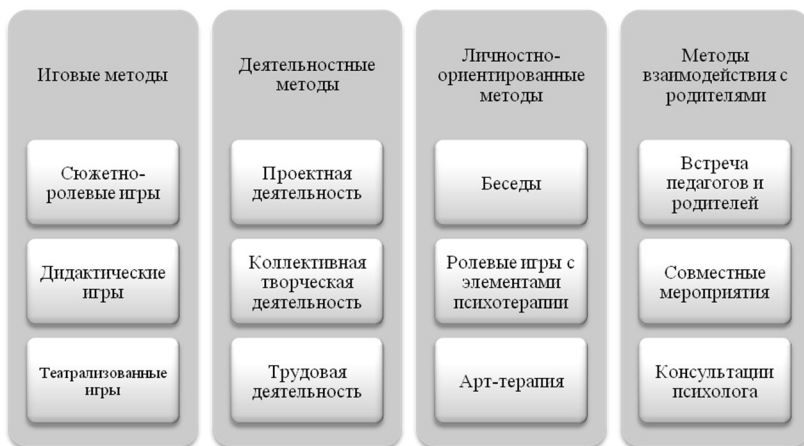 Иговые методы
Сюжетно-
ролевые игры
Дидактические
игры
Театрализованные
игры
Деятельностные
методы
Проектная
деятельность
Коллективная
творческая
деятельность
Трудовая
деятельность
Личностно-
ориентированные
методы
Беседы
Ролевые игры с
элементами
психотерапии
Арт-терапия
Методы
взаимодействия с
родителями
Встреча
педагогов и
родителей
Совместные
мероприятия
Консультации
психолога